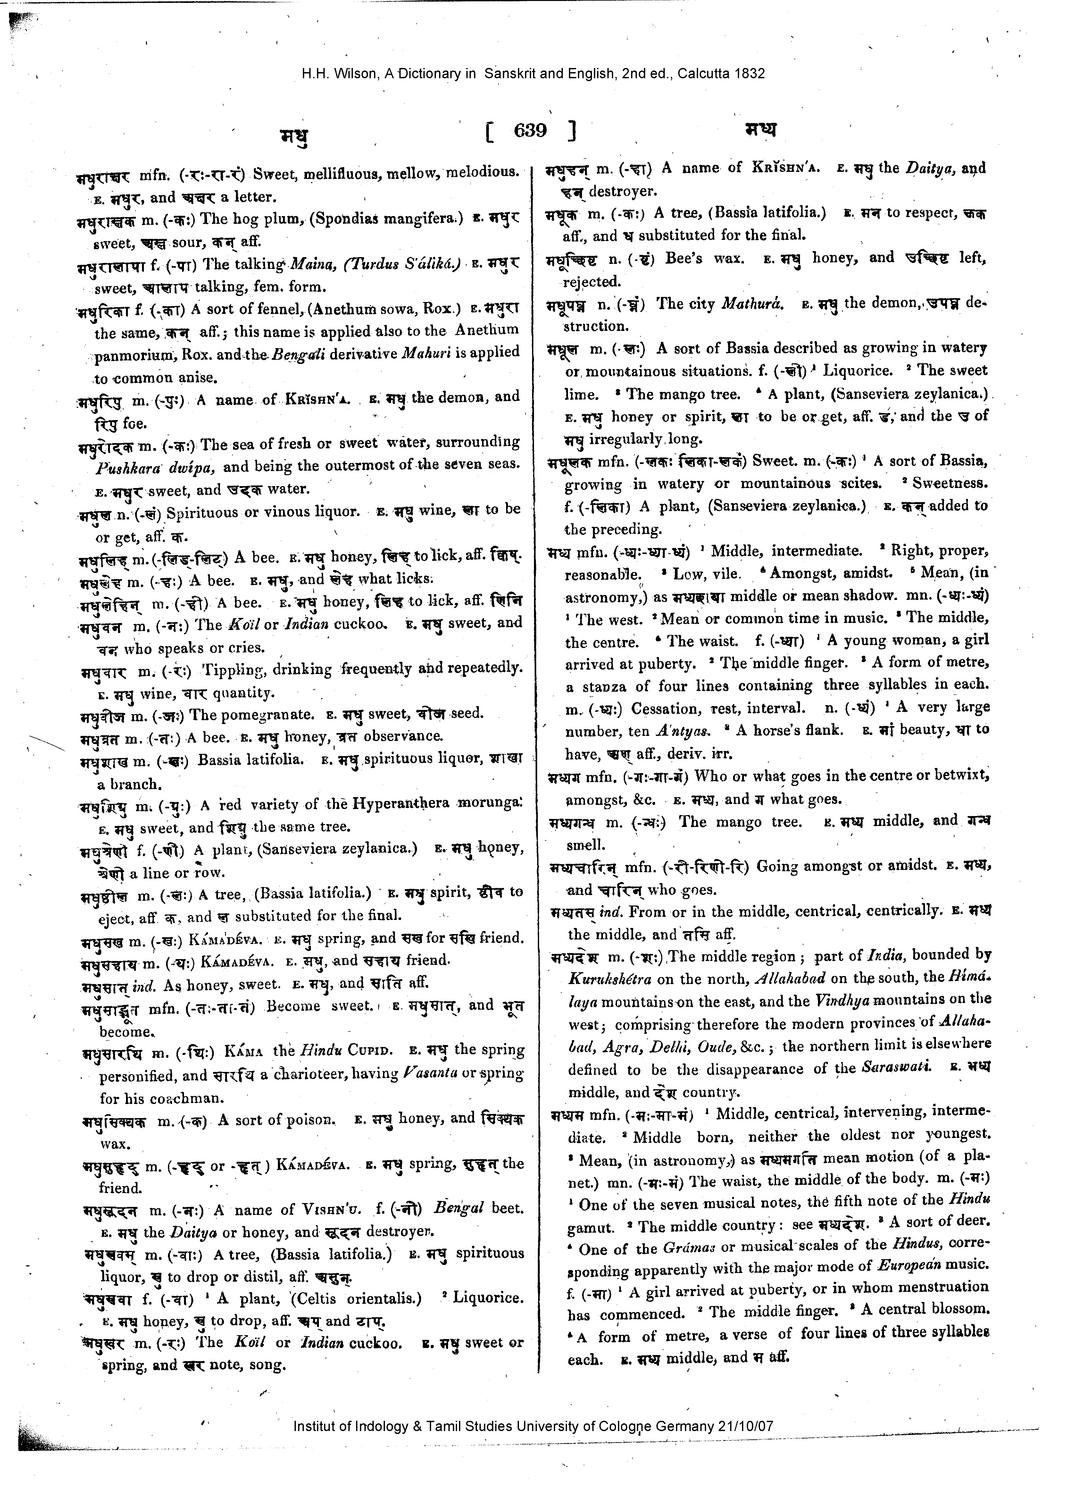 H.H. Wilson, A Dictionary in Sanskrit and English, 2nd ed., Calcutta 1832
मधु
[ 639 ]
मध्य
मधुराक्षर mfn. (-रः-रा-रं) Sweet, mellifluous, mellow, melodious.
E. मधुर, and अक्षर a letter.
मधुराम्लक m. (-कः) The hog plum, (Spondias mangifera.) E. मधुर
sweet, अम्ल sour, कन् aff.
मधुरालापा f. (-पा) The talking Maina, (Turdus S'áliká.) E. मधुर
sweet, आलाप talking, fem. form.
मधुरिका f. (-का) A sort of fennel, (Anethum sowa, Rox.) E. मधुरा
the same, कन् aff.; this name is applied also to the Anethum
panmorium, Rox. and the Bengali derivative Mahuri is applied
to common anise.
मधुरिपु m. (-पुः) A name of KRĬSHN'A. E. मधु the demon, and
रिपु foe.
मधुरोदक m. (-कः) The sea of fresh or sweet water, surrounding
Pushkara dwípa, and being the outermost of the seven seas.
E. मधुर sweet, and उदक water.
मधुल n. (-लं) Spirituous or vinous liquor. E. मधु wine, ला to be
or get, aff. क.
मधुलिह् m. (-लिड्-लिट) A bee. E. मधु honey, लिह् to lick, aff. क्विप्.
मधुलेह m. (-हः) A bee. E. मधु, and लेह what licks.
मधुलेहिन् m. (-ही) A bee. E. मधु honey, लिह् to lick, aff. णिनि
मधुवन m. (-नः) The Koïl or Indian cuckoo. E. मधु sweet, and
वन who speaks or cries.
मधुवार m. (-रः) Tippling, drinking frequently and repeatedly.
E. मधु wine, वार quantity.
मधुवीज m. (-जः) The pomegranate. E. मधु sweet, वीज seed.
मधुव्रत m. (-तः) A bee. E. मधु honey, व्रत observance.
मधुशाख m. (-खः) Bassia latifolia. E. मधु spirituous liquor, शाखा
a branch.
मधुशिग्रु m. (-ग्रुः) A red variety of the Hyperanthera morunga.
E. मधु sweet, and शिग्रु the same tree.
मधुश्रेणी f. (-णी) A plant, (Sanseviera zeylanica.) E. मधु honey,
श्रेणी a line or row.
मधुष्ठील m. (-लः) A tree, (Bassia latifolia.) E. मधु spirit, ष्ठीव to
eject, aff. क, and ल substituted for the final.
मधुसख m. (-खः) KÁMADÉVA. E. मधु spring, and सख for सखि friend.
मधुसहाय m. (-यः) KÁMADÉVA. E. मधु, and सहाय friend.
मधुसात् ind. As honey, sweet. E. मधु, and साति aff.
मधुसाद्भूत mfn. (-तः-ता-तं) Become sweet. E. मधुसात्, and भूत
become.
मधुसारथि m. (-थिः) KÁMA the Hindu CUPID. E. मधु the spring
personified, and सारथि a charioteer, having Vasanta or spring
for his coachman.
मधुसिक्थक m. (-क) A sort of poison. E. मधु honey, and सिक्थक
wax.
मधुसुहृद् m. (-हृद् or -हृत्) KÁMADÉVA. E. मधु spring, सुहृत् the
friend.
मधुसूदन m. (-नः) A name of VISHN'U. f. (-नी) Bengal beet.
E. मधु the Daitya or honey, and सूदन destroyer.
मधुस्रवस् m. (-वाः) A tree, (Bassia latifolia.) E. मधु spirituous
liquor, स्रु to drop or distil, aff. असुन्.
मधुस्रवा f. (-वा) ¹ A plant, (Celtis orientalis.) ² Liquorice.
E. मधु honey, स्रु to drop, aff. अप् and टाप्.
मधुस्वर m. (-रः) The Koïl or Indian cuckoo. E. मधु sweet or
spring, and स्वर note, song.
मधुहन् m. (-हा) A name of KRĬSHN'A. E. मधु the Daitya, and
हन् destroyer.
मधूक m. (-कः) A tree, (Bassia latifolia.) E. मन to respect, ऊक
aff., and ध substituted for the final.
मधूच्छिष्ट n. (-ष्टं) Bee's wax. E. मधु honey, and उच्छिष्ट left,
rejected.
मधूपघ्न n. (-घ्नं) The city Mathurá. E. मधु the demon, उपघ्न de-
struction.
मधूल m. (-लः) A sort of Bassia described as growing in watery
or mountainous situations. f. (-ली) ¹ Liquorice. ² The sweet
lime. ³ The mango tree. ⁴ A plant, (Sanseviera zeylanica.)
E. मधु honey or spirit, ला to be or get, aff. ड, and the उ of
मधु irregularly long.
मधूलक mfn. (-लकः लिका-लकं) Sweet. m. (-कः) ¹ A sort of Bassia,
growing in watery or mountainous scites. ² Sweetness.
f. (-लिका) A plant, (Sanseviera zeylanica.) E. कन् added to
the preceding.
मध्य mfn. (-ध्यः-ध्या-ध्यं) ¹ Middle, intermediate. ² Right, proper,
reasonable. ³ Low, vile. ⁴ Amongst, amidst. ⁵ Mean, (in
astronomy,) as मध्यच्छाया middle or mean shadow. mn. (-ध्यः-ध्यं)
¹ The west. ² Mean or common time in music. ³ The middle,
the centre. ⁴ The waist. f. (-ध्या) ¹ A young woman, a girl
arrived at puberty. ² The middle finger. ³ A form of metre,
a stanza of four lines containing three syllables in each.
m. (-ध्यः) Cessation, rest, interval. n. (-ध्यं) ¹ A very large
number, ten A'ntyas. ² A horse's flank. E. मां beauty, धा to
have, अण् aff., deriv. irr.
मध्यग mfn. (-गः-गा-गं) Who or what goes in the centre or betwixt,
amongst, &c. E. मध्य, and ग what goes.
मध्यगन्ध m. (-न्धः) The mango tree. E. मध्य middle, and गन्ध
smell.
मध्यचारिन् mfn. (-री-रिणी-रि) Going amongst or amidst. E. मध्य,
and चारिन् who goes.
मध्यतस् ind. From or in the middle, centrical, centrically. E. मध्य
the middle, and तसि aff.
मध्यदेश m. (-शः) The middle region; part of India, bounded by
Kurukshétra on the north, Allahabad on the south, the Himá-
laya mountains on the east, and the Vindhya mountains on the
west; comprising therefore the modern provinces of Allaha-
bad, Agra, Delhi, Oude, &c.; the northern limit is elsewhere
defined to be the disappearance of the Saraswati. E. मध्य
middle, and देश country.
मध्यम mfn. (-मः-मा-मं) ¹ Middle, centrical, intervening, interme-
diate. ² Middle born, neither the oldest nor youngest.
³ Mean, (in astronomy,) as मध्यमगति mean motion (of a pla-
net.) mn. (-मः-मं) The waist, the middle of the body. m. (-मः)
¹ One of the seven musical notes, the fifth note of the Hindu
gamut. ² The middle country: see मध्यदेश. ³ A sort of deer.
⁴ One of the Grámas or musical scales of the Hindus, corre-
sponding apparently with the major mode of European music.
f. (-मा) ¹ A girl arrived at puberty, or in whom menstruation
has commenced. ² The middle finger. ³ A central blossom.
⁴ A form of metre, a verse of four lines of three syllables
each. E. मध्य middle, and म aff.
Institut of Indology & Tamil Studies University of Cologne Germany 21/10/07